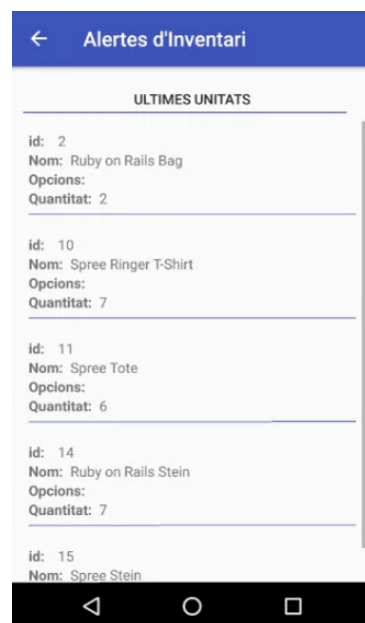 Alertes d'Inventari
ULTIMES UNITATS
id: 2
Nom: Ruby on Rails Bag
Opcions:
Quantitat: 2
id: 10
Nom: Spree Ringer T-Shirt
Opcions:
Quantitat: 7
id: 11
Nom: Spree Tote
Opcions:
Quantitat: 6
id: 14
Nom: Ruby on Rails Stein
Opcions:
Quantitat: 7
id: 15
Nom: Spree Stein